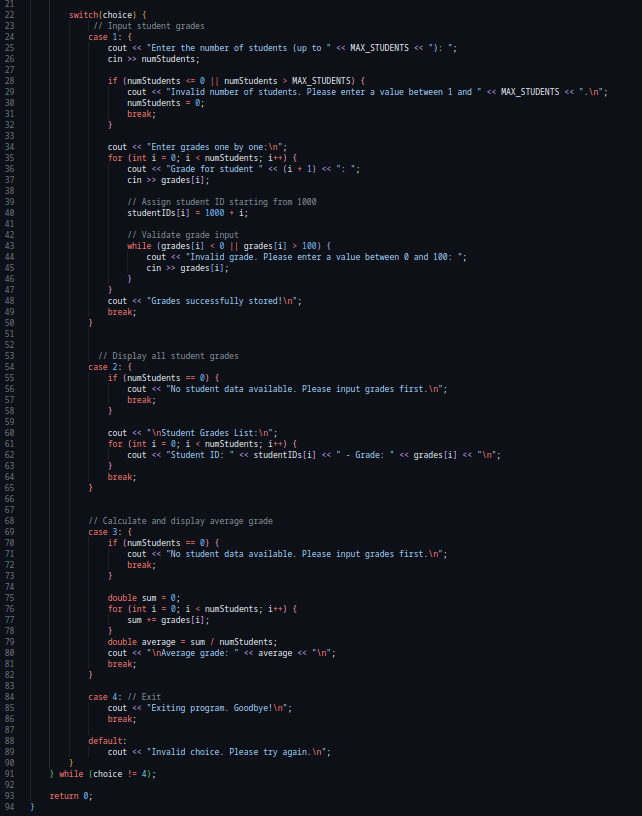 21
22 switch(choice) {
23 // Input student grades
24 case 1: {
25 cout << "Enter the number of students (up to " << MAX_STUDENTS << "): ";
26 cin >> numStudents;
27
28 if (numStudents <= 0 || numStudents > MAX_STUDENTS) {
29 cout << "Invalid number of students. Please enter a value between 1 and " << MAX_STUDENTS << ".\n";
30 numStudents = 0;
31 break;
32 }
33
34 cout << "Enter grades one by one:\n";
35 for (int i = 0; i < numStudents; i++) {
36 cout << "Grade for student " << (i + 1) << ": ";
37 cin >> grades[i];
38
39 // Assign student ID starting from 1000
40 studentIDs[i] = 1000 + i;
41
42 // Validate grade input
43 while (grades[i] < 0 || grades[i] > 100) {
44 cout << "Invalid grade. Please enter a value between 0 and 100: ";
45 cin >> grades[i];
46 }
47 }
48 cout << "Grades successfully stored!\n";
49 break;
50 }
51
52
53 // Display all student grades
54 case 2: {
55 if (numStudents == 0) {
56 cout << "No student data available. Please input grades first.\n";
57 break;
58 }
59
60 cout << "\nStudent Grades List:\n";
61 for (int i = 0; i < numStudents; i++) {
62 cout << "Student ID: " << studentIDs[i] << " - Grade: " << grades[i] << "\n";
63 }
64 break;
65 }
66
67
68 // Calculate and display average grade
69 case 3: {
70 if (numStudents == 0) {
71 cout << "No student data available. Please input grades first.\n";
72 break;
73 }
74
75 double sum = 0;
76 for (int i = 0; i < numStudents; i++) {
77 sum += grades[i];
78 }
79 double average = sum / numStudents;
80 cout << "\nAverage grade: " << average << "\n";
81 break;
82 }
83
84 case 4: // Exit
85 cout << "Exiting program. Goodbye!\n";
86 break;
87
88 default:
89 cout << "Invalid choice. Please try again.\n";
90 }
91 } while (choice != 4);
92
93 return 0;
94 }